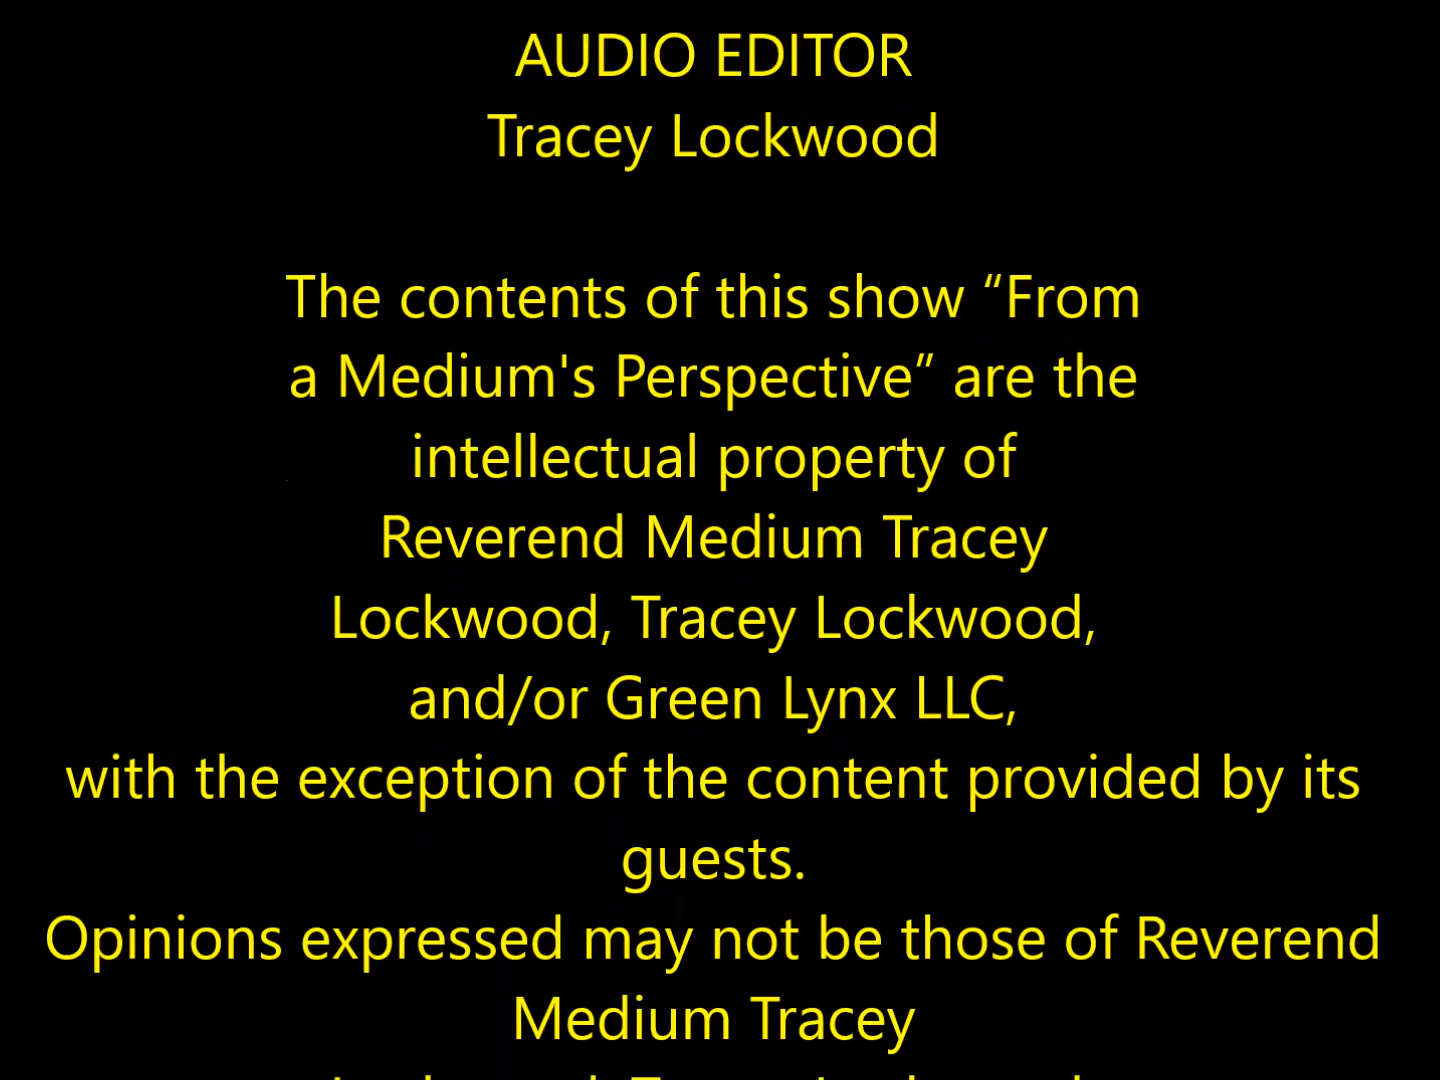 AUDIO EDITOR
Tracey Lockwood
The contents of this show “From
a Medium's Perspective” are the
intellectual property of
Reverend Medium Tracey
Lockwood, Tracey Lockwood,
and/or Green Lynx LLC,
with the exception of the content provided by its
guests.
Opinions expressed may not be those of Reverend
Medium Tracey